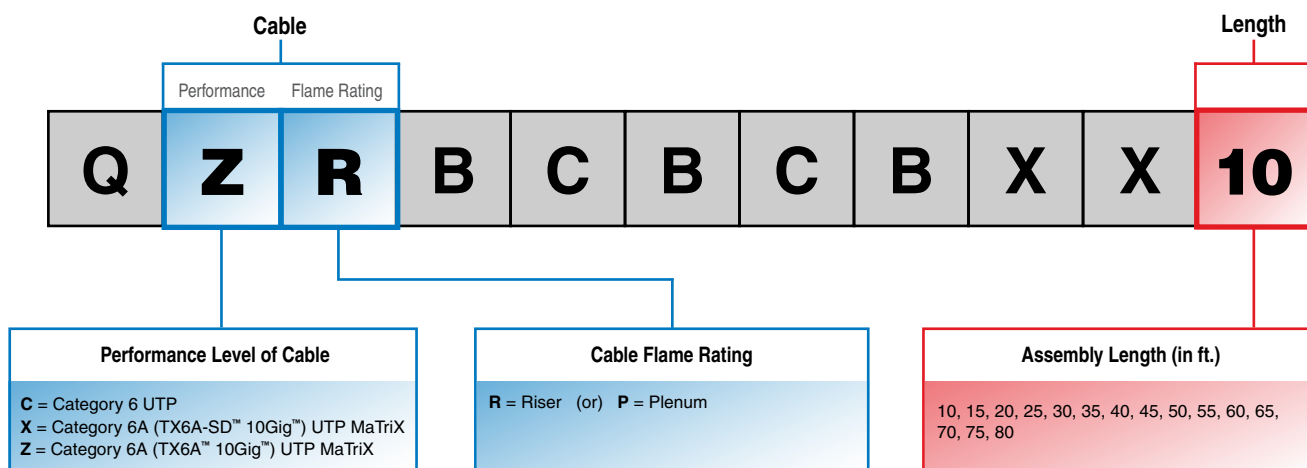 Cable
Length
Performance Flame Rating
Q Z R B C B C B X X 10
Performance Level of Cable
C = Category 6 UTP
X = Category 6A (TX6A-SD™ 10Gig™) UTP MaTriX
Z = Category 6A (TX6A™ 10Gig™) UTP MaTriX
Cable Flame Rating
R = Riser (or) P = Plenum
Assembly Length (in ft.)
10, 15, 20, 25, 30, 35, 40, 45, 50, 55, 60, 65,
70, 75, 80